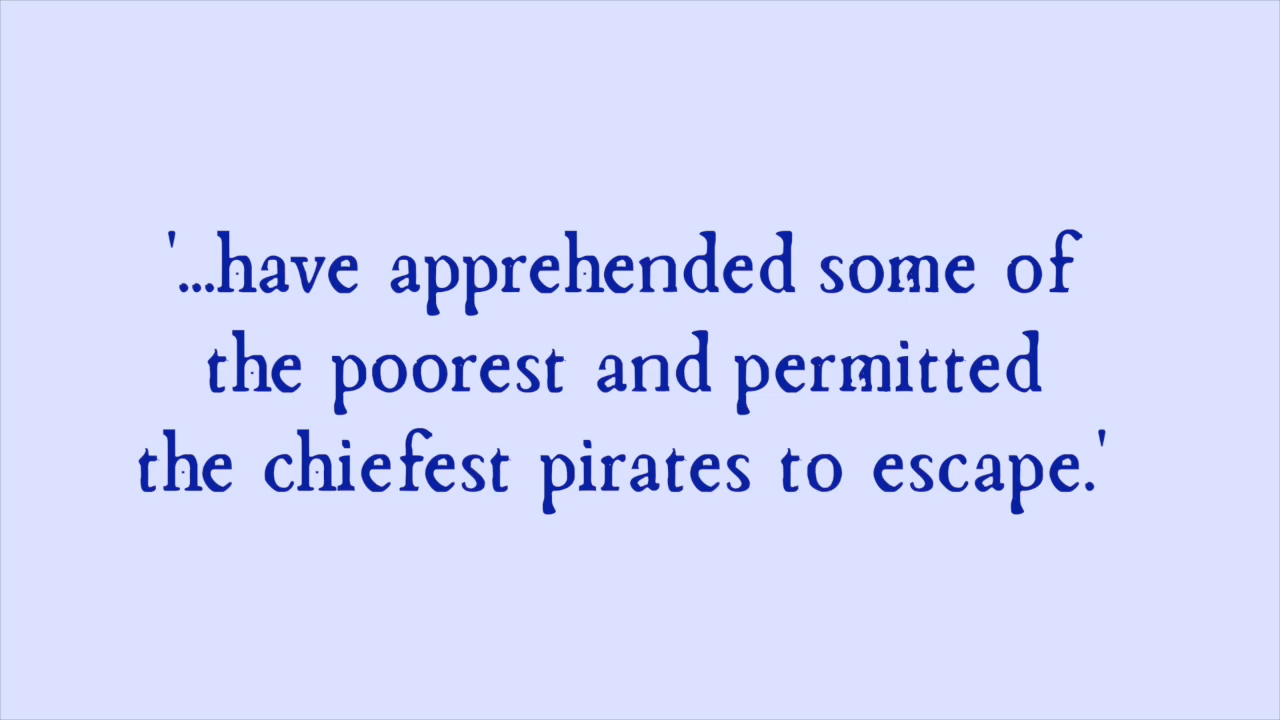 '...have apprehended some of
the poorest and permitted
the chiefest pirates to escape.'